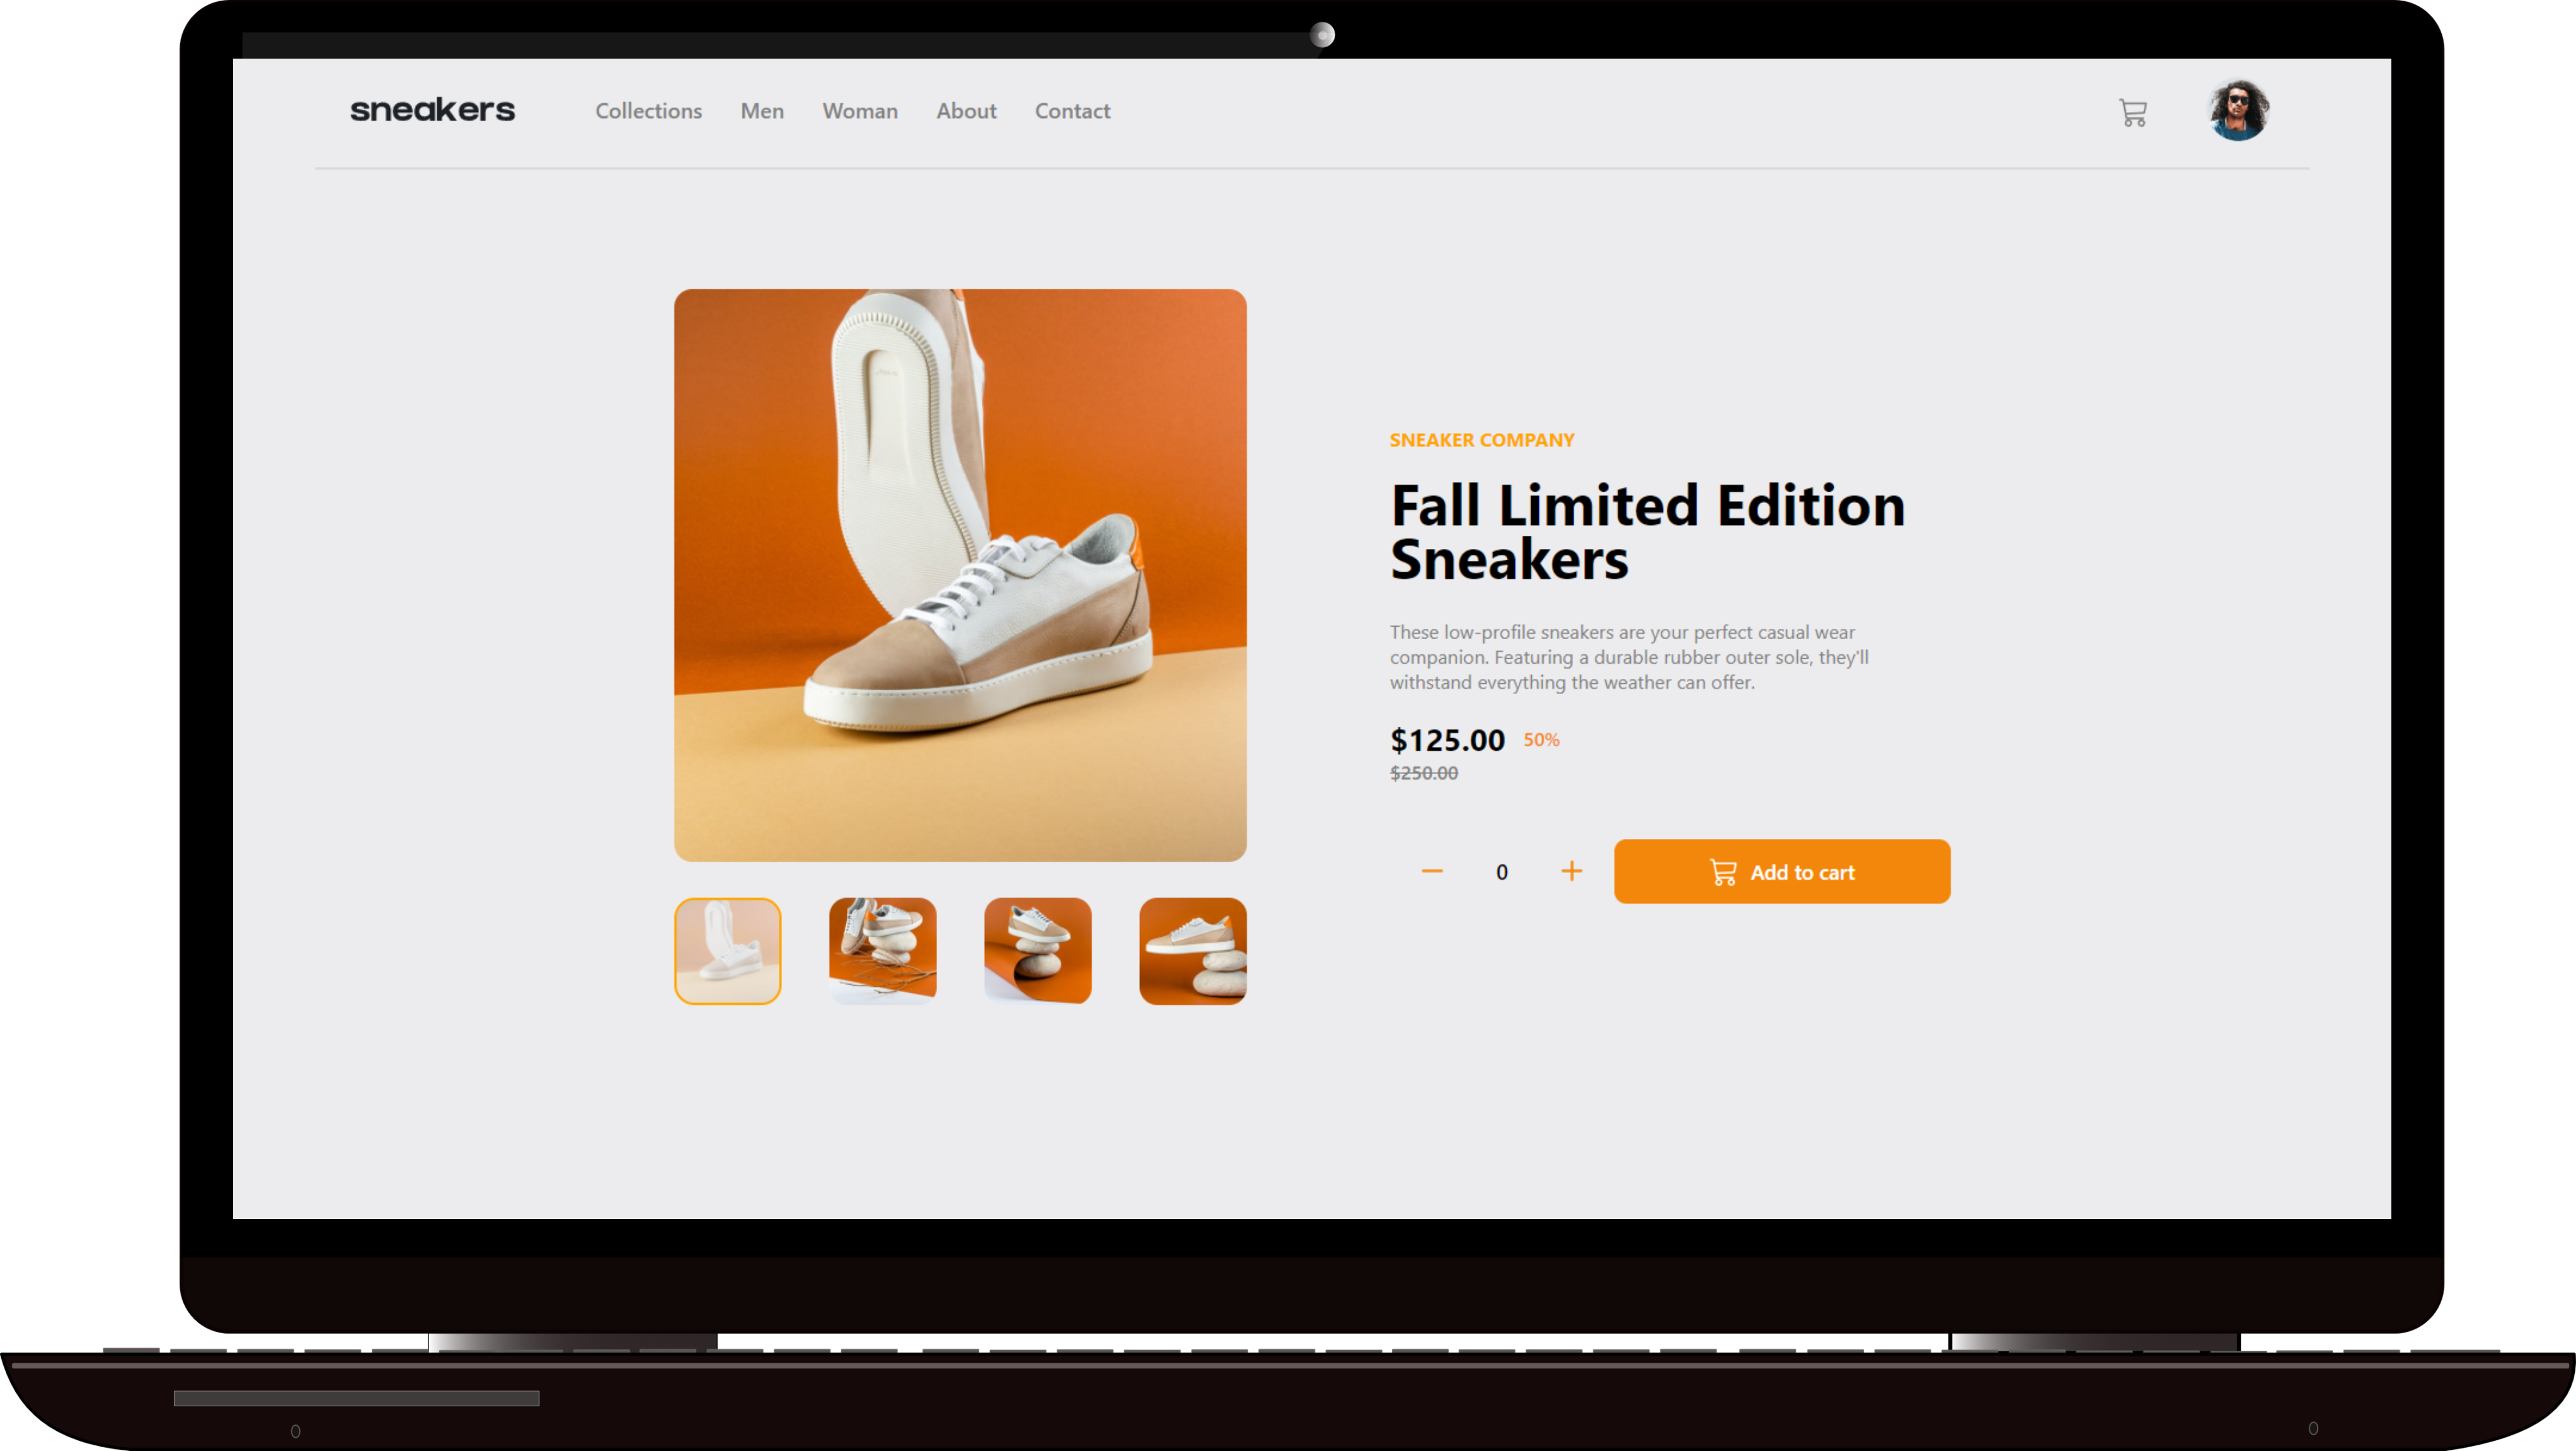 sneakers
Collections Men Woman About Contact
SNEAKER COMPANY
Fall Limited Edition
Sneakers
These low-profile sneakers are your perfect casual wear
companion. Featuring a durable rubber outer sole, they'll
withstand everything the weather can offer.
$125.00 50%
$250.00
0
Add to cart